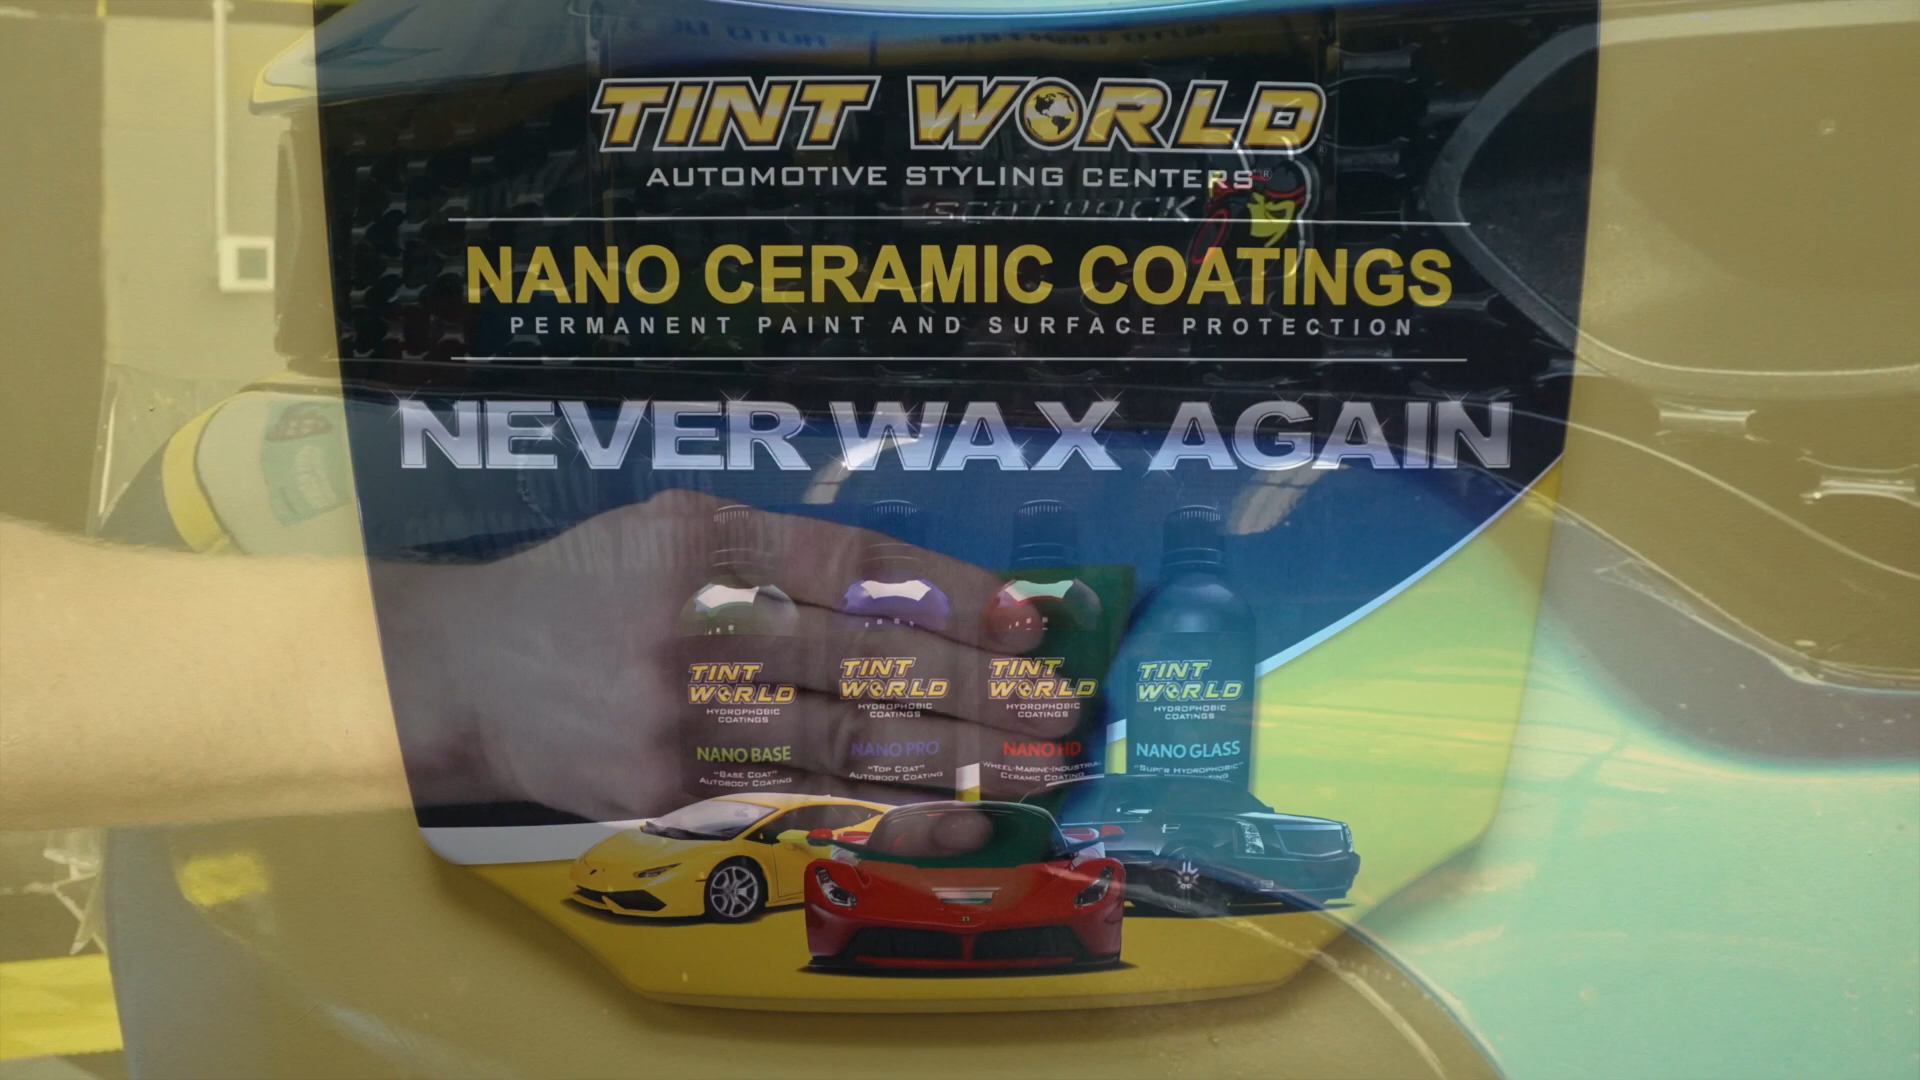 TINT WORLD
®
AUTOMOTIVE STYLING CENTERS®
SCAT PACK
NANO CERAMIC COATINGS
PERMANENT PAINT AND SURFACE PROTECTION
NEVER WAX AGAIN
TINT WORLD
HYDROPHOBIC COATINGS
NANO BASE
"BASE COAT"
AUTOBODY COATING
TINT WORLD
HYDROPHOBIC COATINGS
NANO PRO
"TOP COAT"
AUTOBODY COATING
TINT WORLD
HYDROPHOBIC COATINGS
NANO HD
WHEEL-MARINE-INDUSTRIAL
CERAMIC COATING
TINT WORLD
HYDROPHOBIC COATINGS
NANO GLASS
"SUPER HYDROPHOBIC"